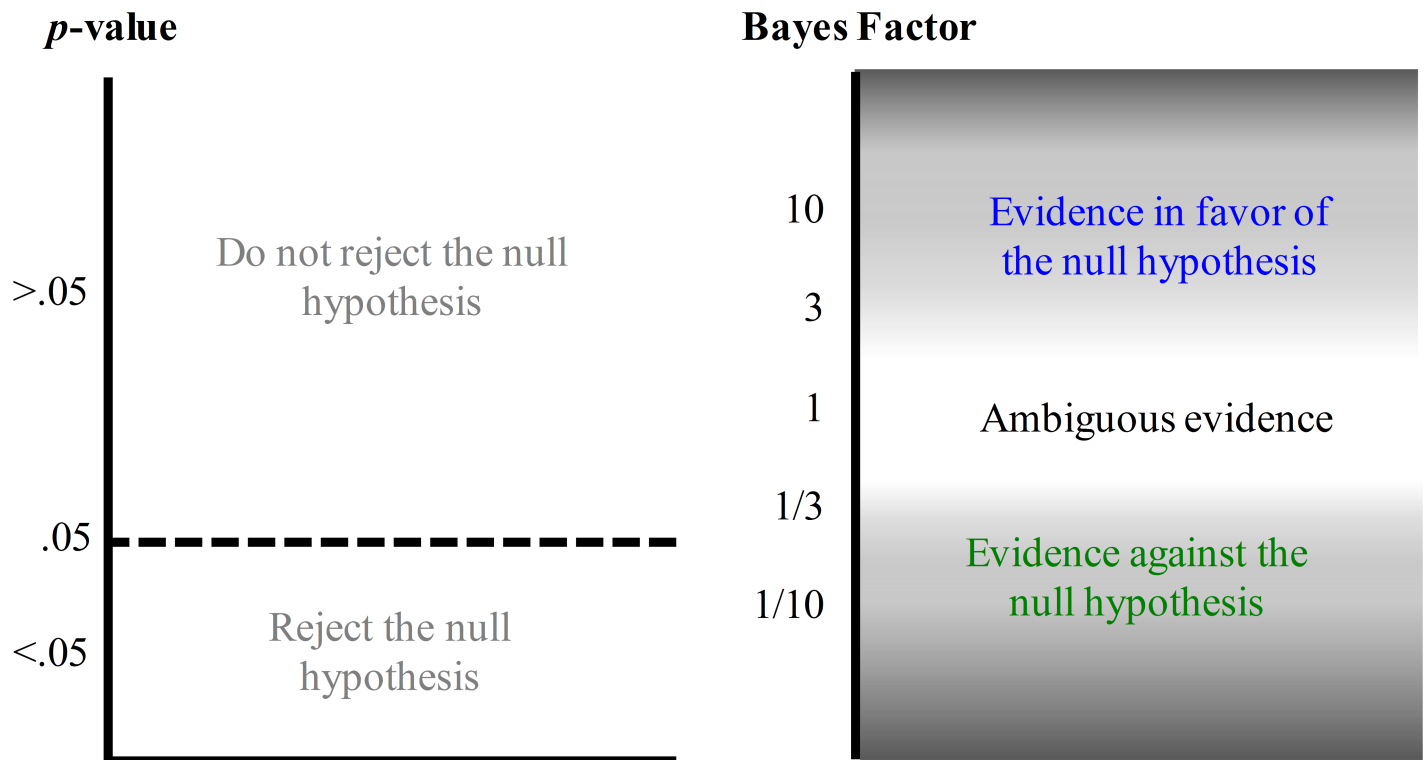 p-value
Do not reject the null
hypothesis
>.05
.05
Reject the null
hypothesis
<.05
Bayes Factor
10
Evidence in favor of
the null hypothesis
3
1
Ambiguous evidence
1/3
Evidence against the
null hypothesis
1/10